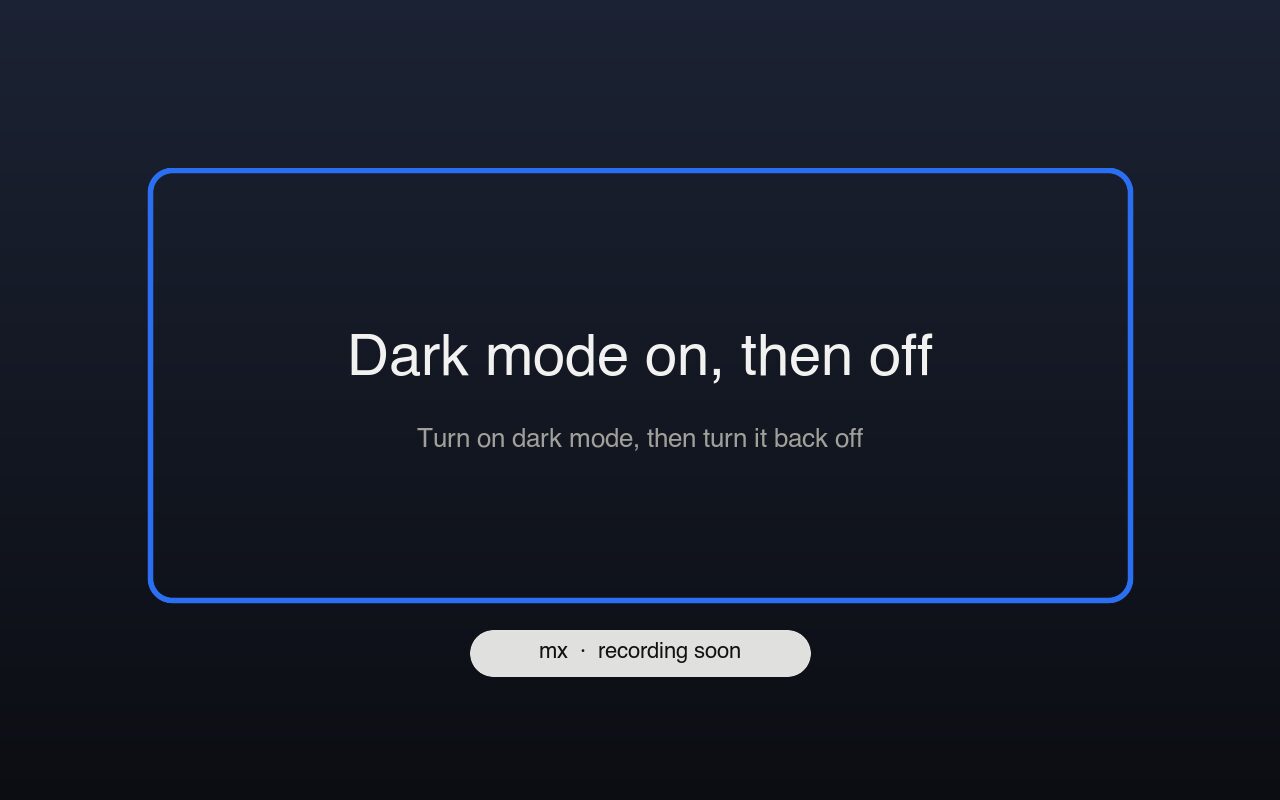 Dark mode on, then off
Turn on dark mode, then turn it back off
mx · recording soon